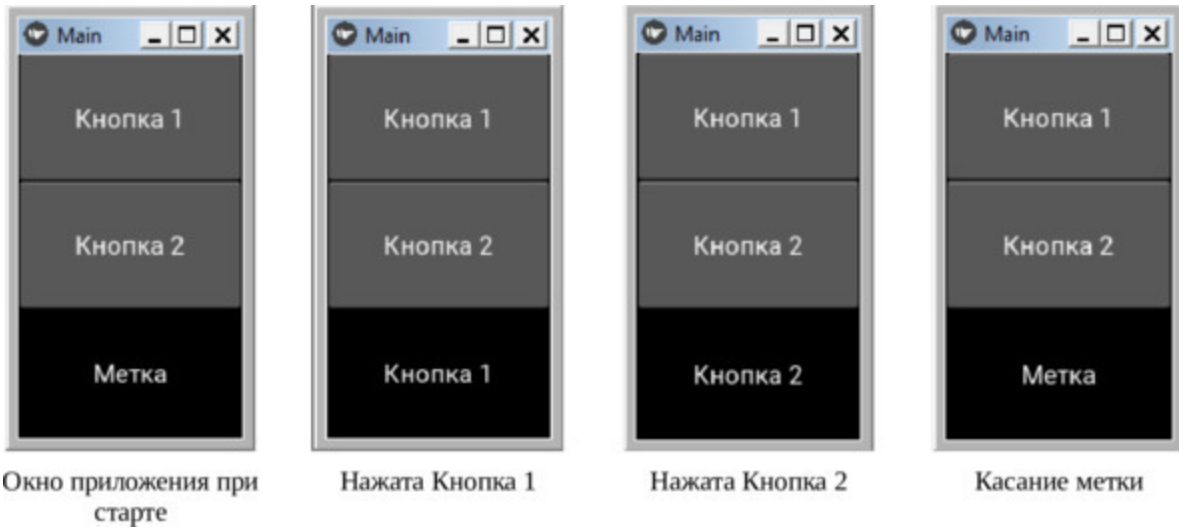 Main
Кнопка 1
Кнопка 2
Метка
Окно приложения при
старте
Main
Кнопка 1
Кнопка 2
Кнопка 1
Нажата Кнопка 1
Main
Кнопка 1
Кнопка 2
Кнопка 2
Нажата Кнопка 2
Main
Кнопка 1
Кнопка 2
Метка
Касание метки